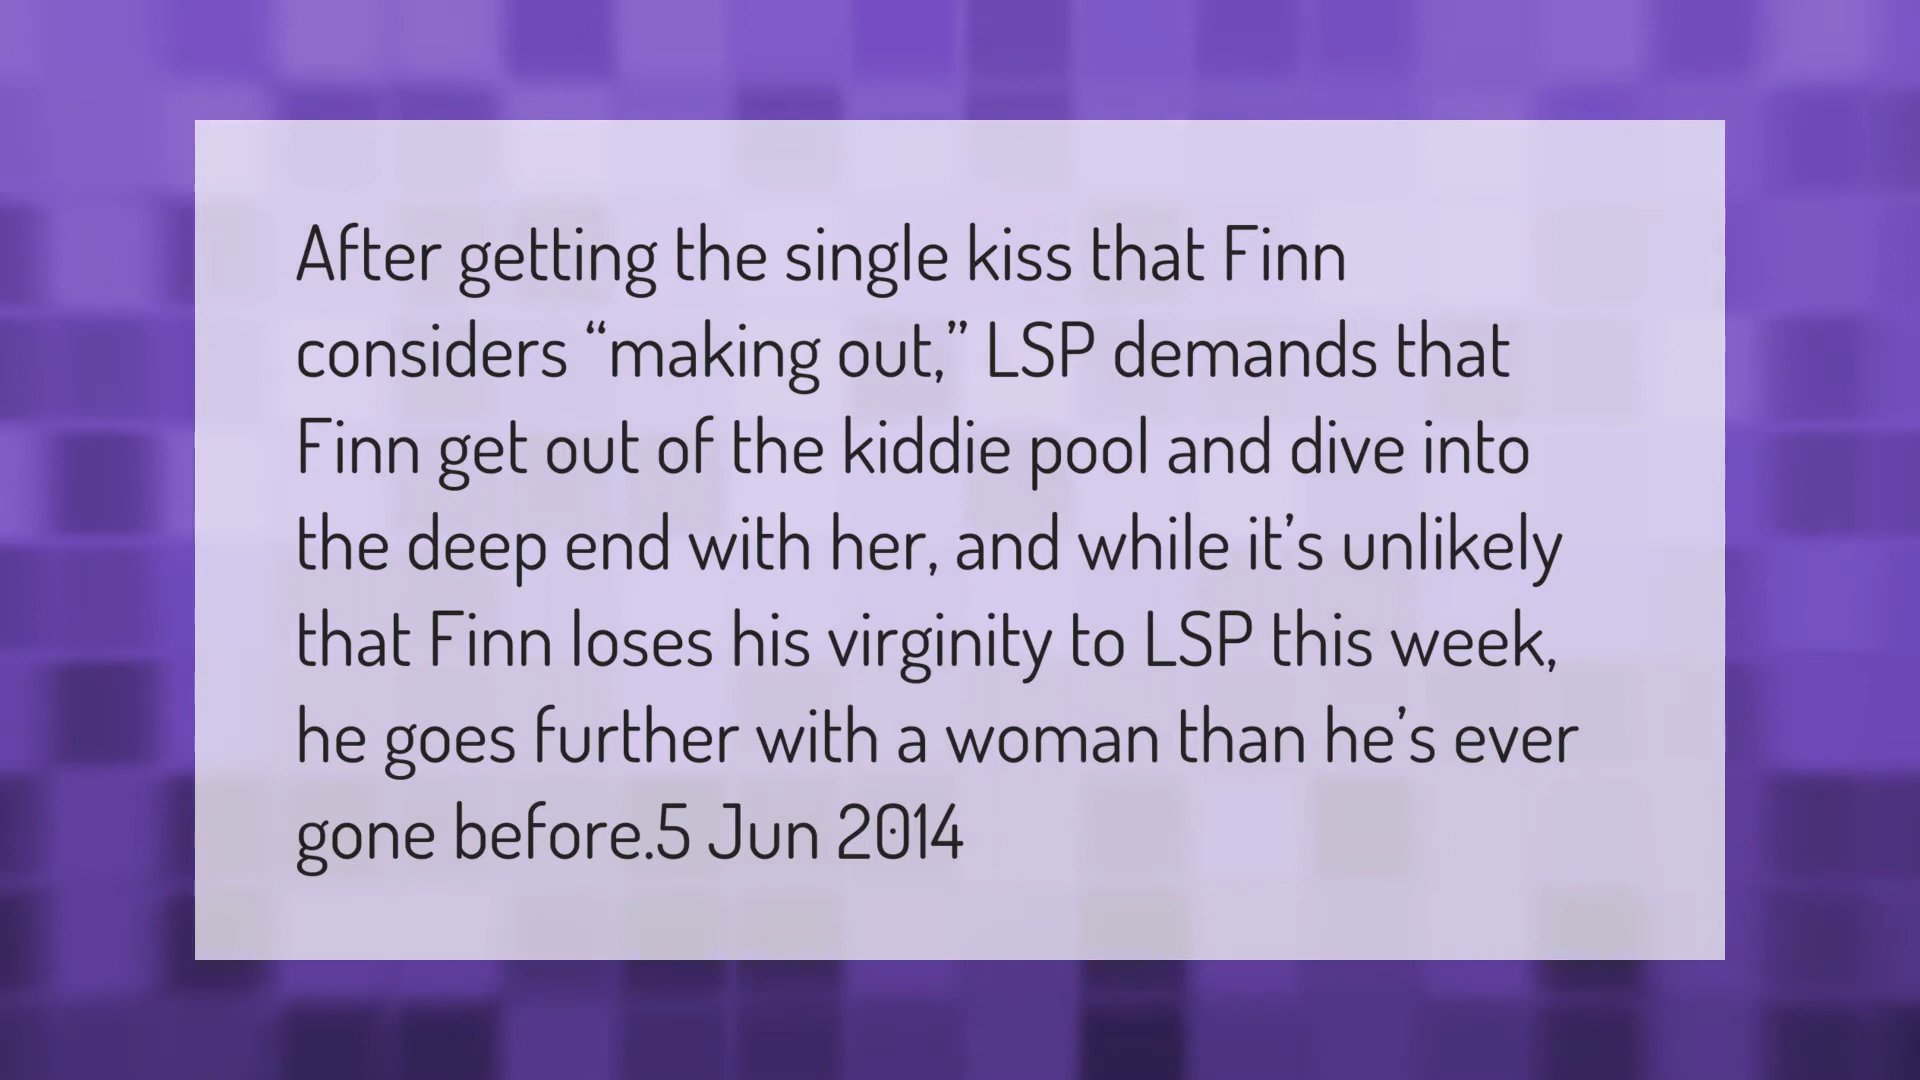 After getting the single kiss that Finn
considers “making out,” LSP demands that
Finn get out of the kiddie pool and dive into
the deep end with her, and while it’s unlikely
that Finn loses his virginity to LSP this week,
he goes further with a woman than he’s ever
gone before.5 Jun 2014